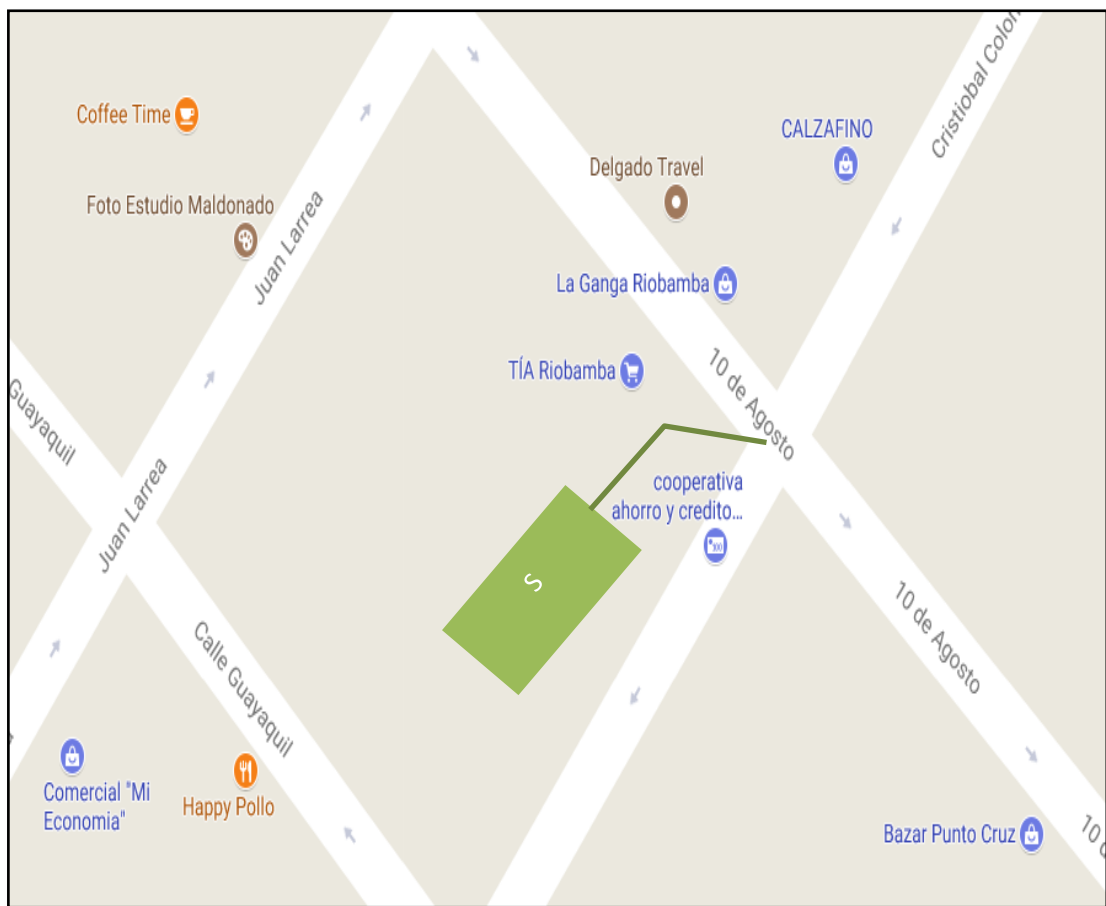 Cristiobal Colon
Coffee Time
CALZAFINO
Delgado Travel
Foto Estudio Maldonado
Juan Larrea
La Ganga Riobamba
TÍA Riobamba
10 de Agosto
Guayaquil
cooperativa
ahorro y credito...
Juan Larrea
S
10 de Agosto
Calle Guayaquil
Comercial "Mi
Economia"
Happy Pollo
Bazar Punto Cruz
10 d